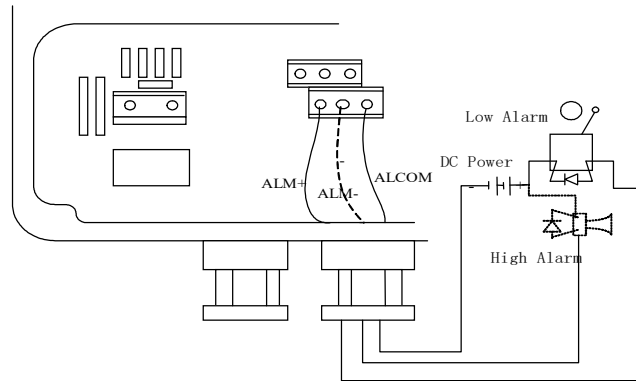 Low Alarm
DC Power
ALM+
ALM-
ALCOM
-
+
-
High Alarm